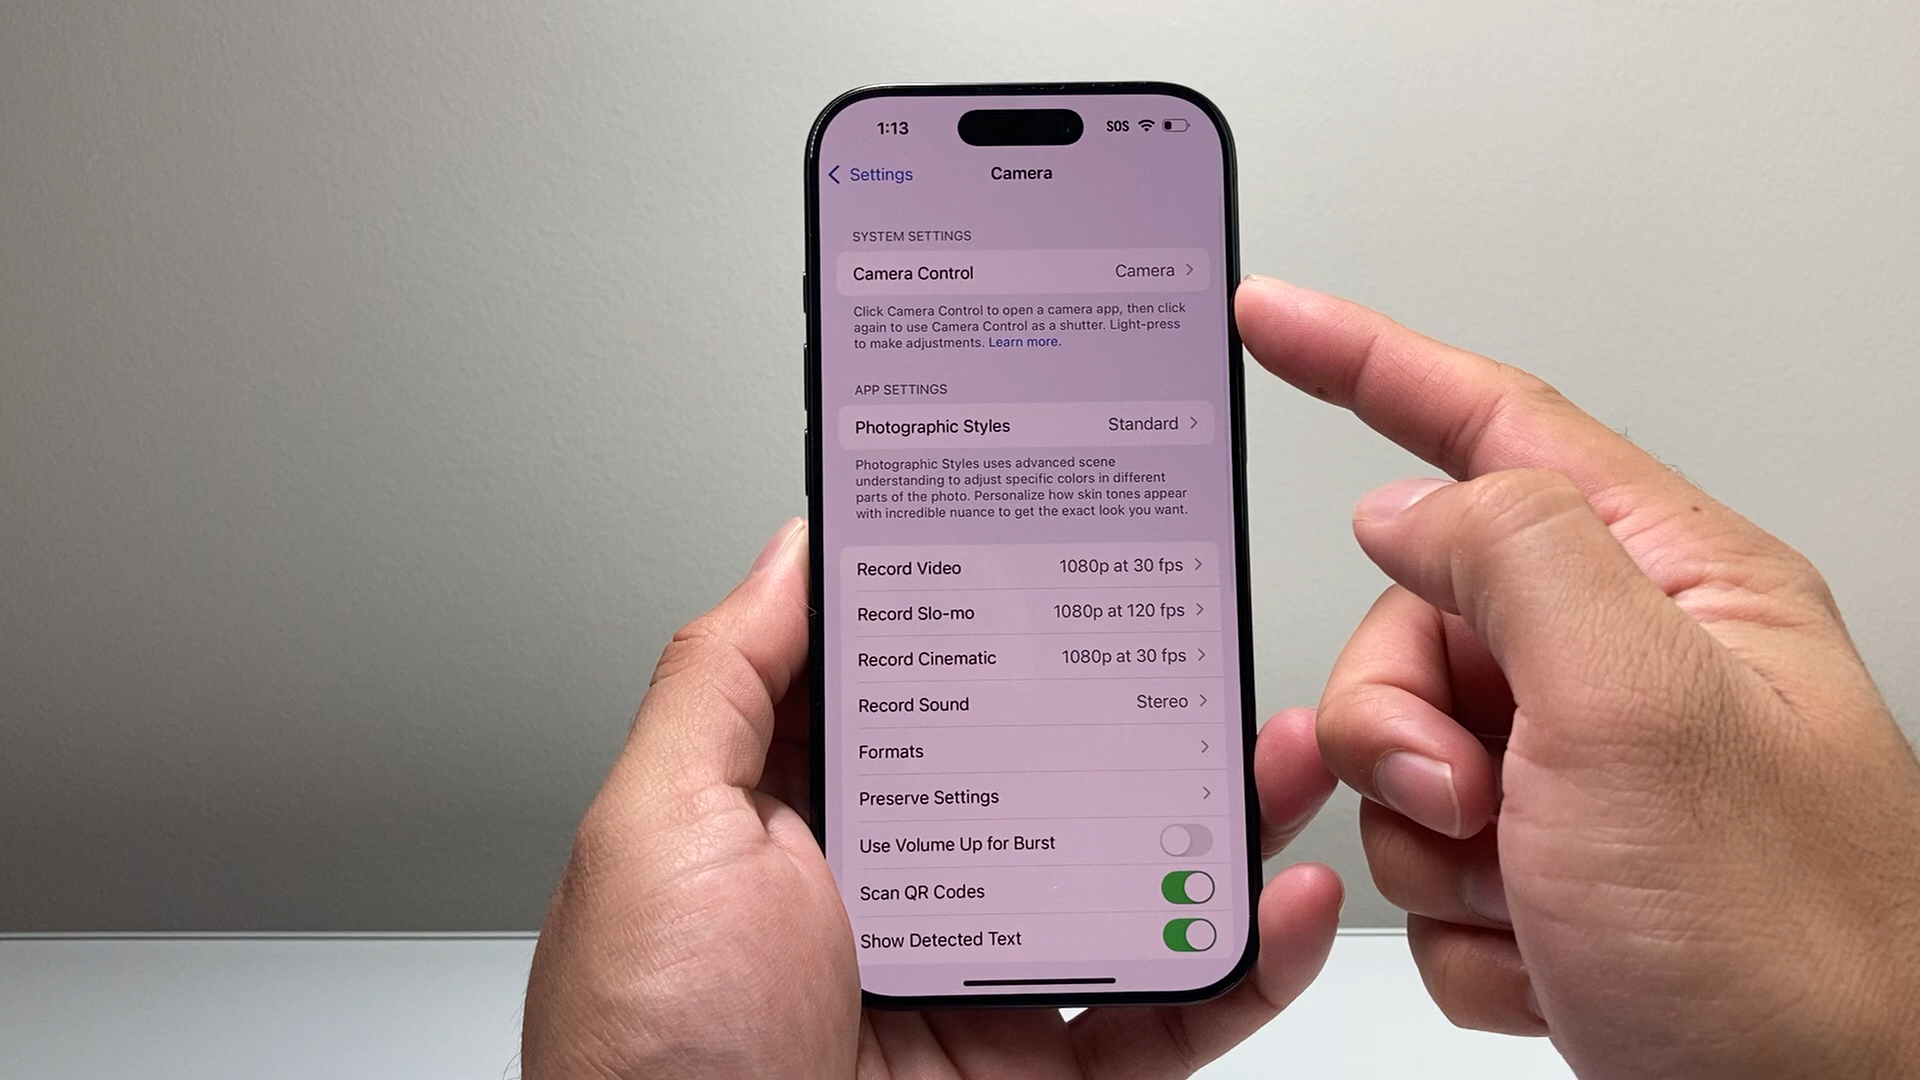 1:13 SOS
Settings Camera
SYSTEM SETTINGS
Camera Control Camera
Click Camera Control to open a camera app, then click
again to use Camera Control as a shutter. Light-press
to make adjustments. Learn more.
APP SETTINGS
Photographic Styles Standard
Photographic Styles uses advanced scene
understanding to adjust specific colors in different
parts of the photo. Personalize how skin tones appear
with incredible nuance to get the exact look you want.
Record Video 1080p at 30 fps
Record Slo-mo 1080p at 120 fps
Record Cinematic 1080p at 30 fps
Record Sound Stereo
Formats
Preserve Settings
Use Volume Up for Burst
Scan QR Codes
Show Detected Text